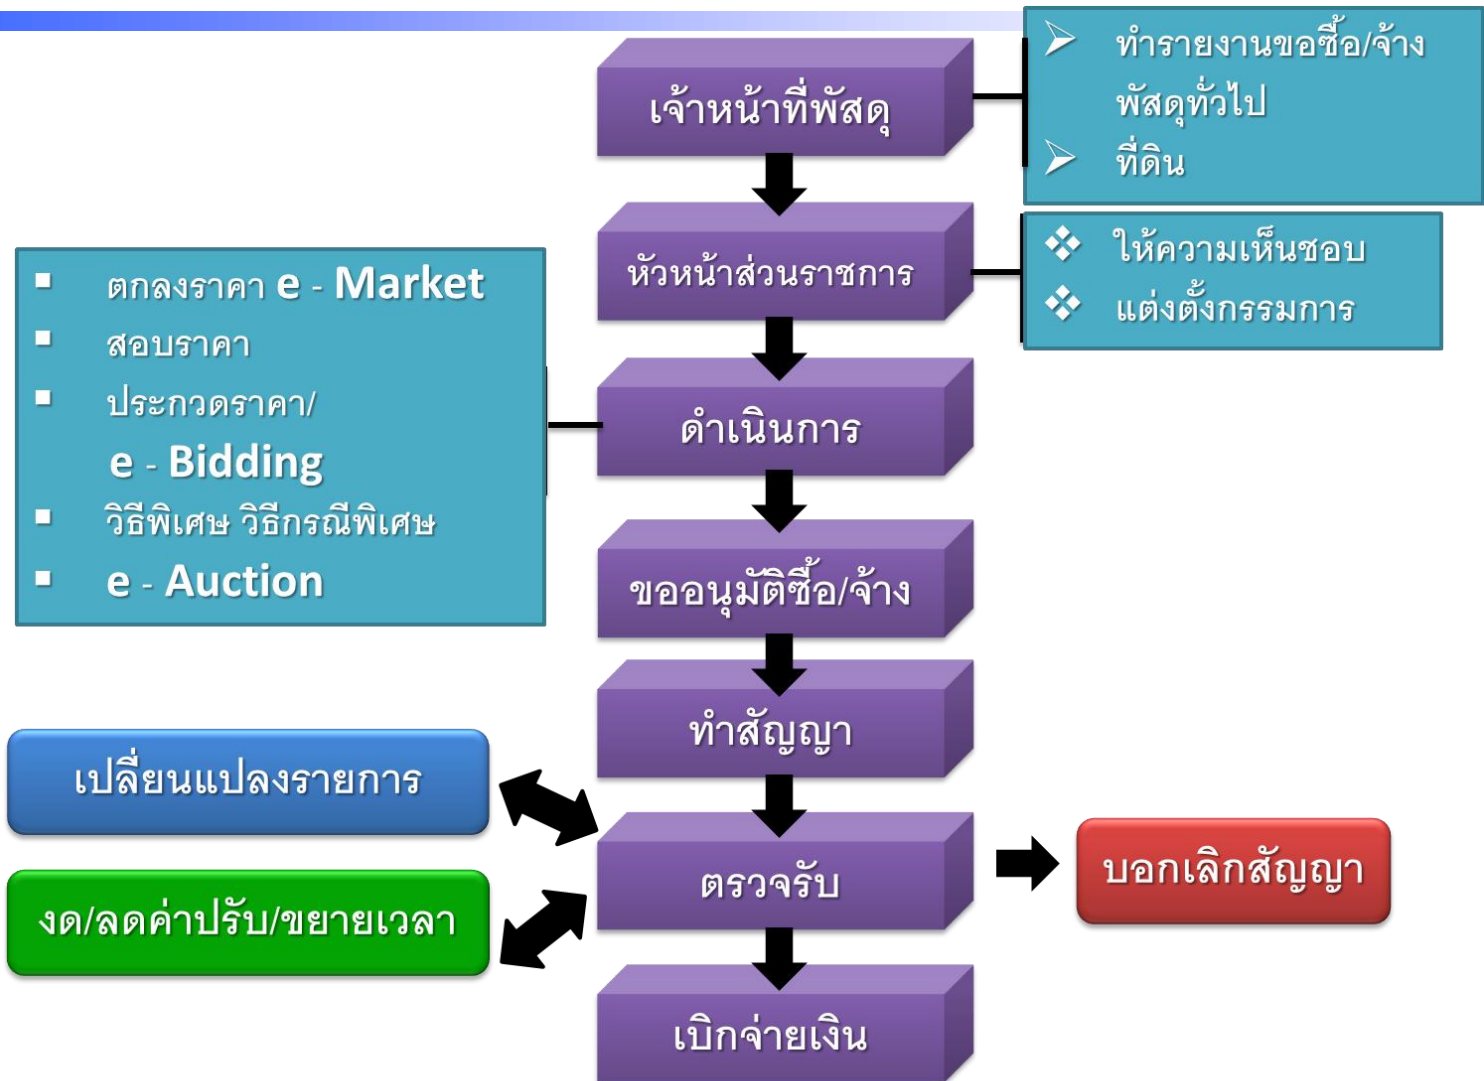 เจ้าหน้าที่พัสดุ
ทำรายงานขอซื้อ/จ้าง
พัสดุทั่วไป
ที่ดิน
หัวหน้าส่วนราชการ
ให้ความเห็นชอบ
แต่งตั้งกรรมการ
ตกลงราคา e - Market
สอบราคา
ประกวดราคา/
e - Bidding
วิธีพิเศษ วิธีกรณีพิเศษ
e - Auction
ดำเนินการ
ขออนุมัติซื้อ/จ้าง
ทำสัญญา
เปลี่ยนแปลงรายการ
งด/ลดค่าปรับ/ขยายเวลา
ตรวจรับ
บอกเลิกสัญญา
เบิกจ่ายเงิน